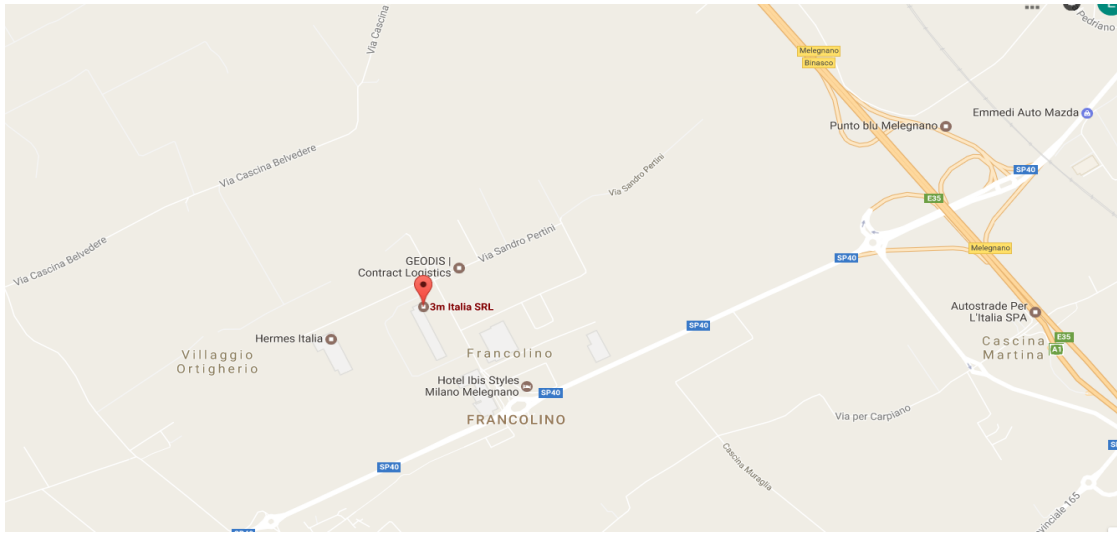 Pedriano
Via Cascina
Melegnano
Binasco
Emmedi Auto Mazda
Punto blu Melegnano
Via Cascina Belvedere
SP40
Via Sandro Pertini
E35
Via Sandro Pertini
Melegnano
Via Cascina Belvedere
GEODIS |
Contract Logistics
SP40
3m Italia SRL
Autostrade Per
L'Italia SPA
SP40
Hermes Italia
E35
Cascina
Martina
A1
Villaggio
Ortigherio
Francolino
Hotel Ibis Styles
Milano Melegnano
SP40
FRANCOLINO
Via per Carpiano
SP40
Cascina Muraglia
vinciale 165
SP40